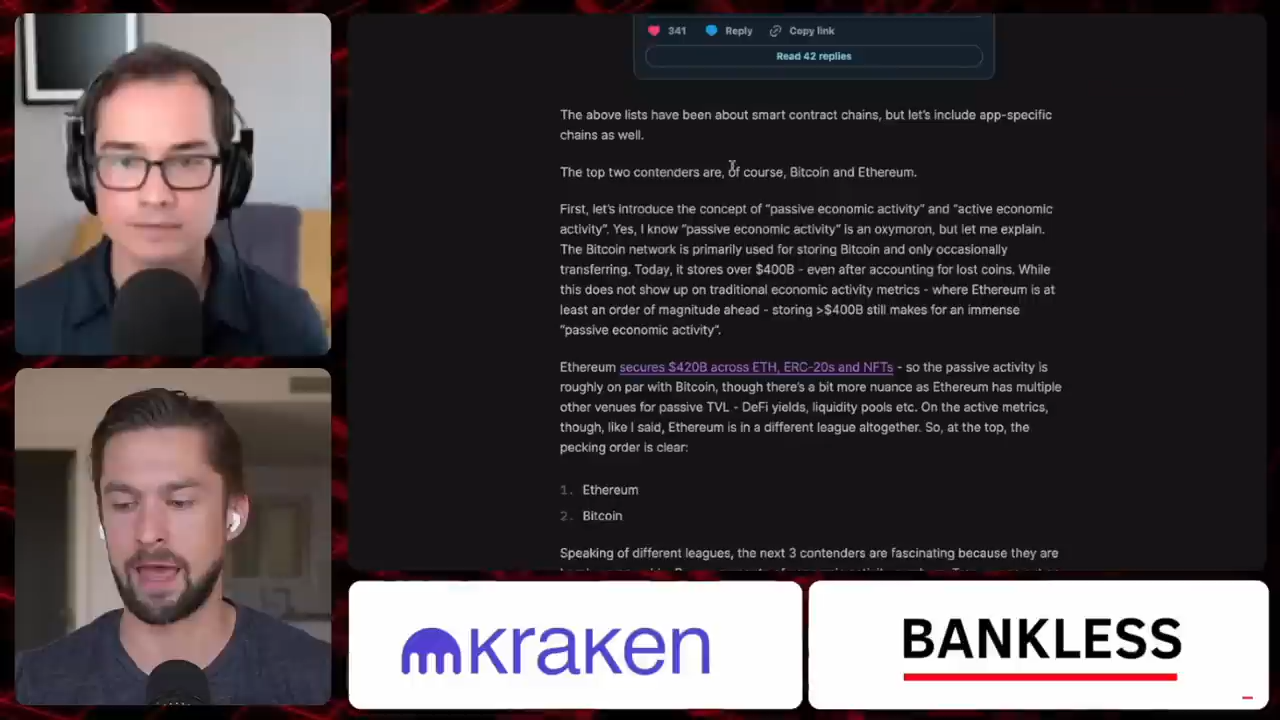 341 Reply Copy link
Read 42 replies
The above lists have been about smart contract chains, but let's include app-specific
chains as well.
The top two contenders are, of course, Bitcoin and Ethereum.
First, let's introduce the concept of "passive economic activity" and "active economic
activity". Yes, I know "passive economic activity" is an oxymoron, but let me explain.
The Bitcoin network is primarily used for storing Bitcoin and only occasionally
transferring. Today, it stores over $400B - even after accounting for lost coins. While
this does not show up on traditional economic activity metrics - where Ethereum is at
least an order of magnitude ahead - storing >$400B still makes for an immense
"passive economic activity".
Ethereum secures $420B across ETH, ERC-20s and NFTs - so the passive activity is
roughly on par with Bitcoin, though there's a bit more nuance as Ethereum has multiple
other venues for passive TVL - DeFi yields, liquidity pools etc. On the active metrics,
though, like I said, Ethereum is in a different league altogether. So, at the top, the
pecking order is clear:
1. Ethereum
2. Bitcoin
Speaking of different leagues, the next 3 contenders are fascinating because they are
kraken
BANKLESS